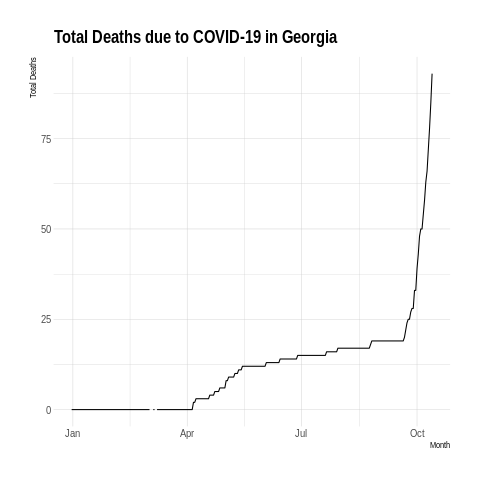 Total Deaths due to COVID-19 in Georgia
Total Deaths
75
50
25
0
Jan Apr Jul Oct
Month